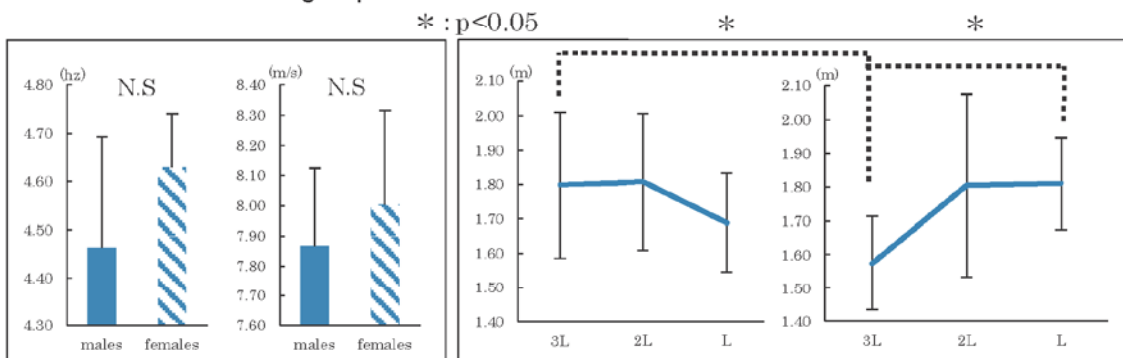 * : p<0.05
*
*
(hz)
N.S
4.80
4.70
4.60
4.50
4.40
4.30
males
females
(m/s)
N.S
8.40
8.30
8.20
8.10
8.00
7.90
7.80
7.70
7.60
males
females
(m)
2.10
2.00
1.90
1.80
1.70
1.60
1.50
1.40
3L
2L
L
(m)
2.10
2.00
1.90
1.80
1.70
1.60
1.50
1.40
3L
2L
L